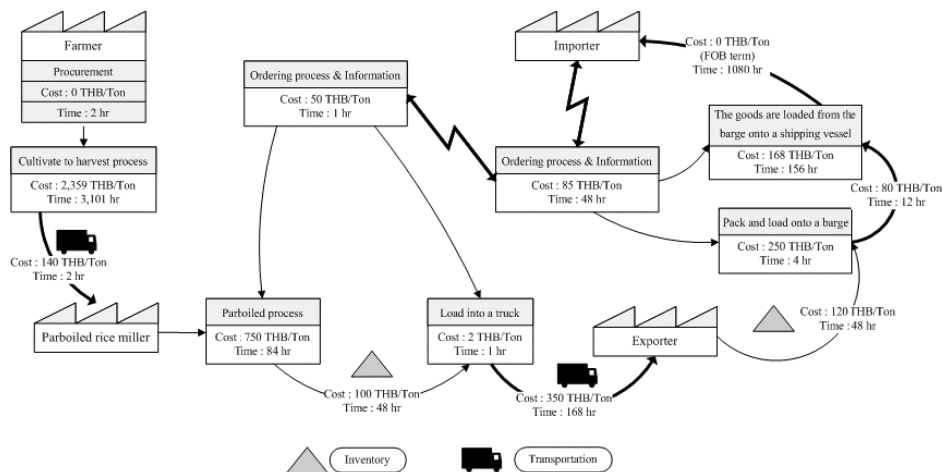 Farmer
Procurement
Cost : 0 THB/Ton
Time : 2 hr
Cultivate to harvest process
Cost : 2,359 THB/Ton
Time : 3,101 hr
Cost : 140 THB/Ton
Time : 2 hr
Parboiled rice miller
Ordering process & Information
Cost : 50 THB/Ton
Time : 1 hr
Parboiled process
Cost : 750 THB/Ton
Time : 84 hr
Cost : 100 THB/Ton
Time : 48 hr
Load into a truck
Cost : 2 THB/Ton
Time : 1 hr
Cost : 350 THB/Ton
Time : 168 hr
Exporter
Importer
Ordering process & Information
Cost : 85 THB/Ton
Time : 48 hr
Cost : 0 THB/Ton
(FOB term)
Time : 1080 hr
The goods are loaded from the
barge onto a shipping vessel
Cost : 168 THB/Ton
Time : 156 hr
Cost : 80 THB/Ton
Time : 12 hr
Pack and load onto a barge
Cost : 250 THB/Ton
Time : 4 hr
Cost : 120 THB/Ton
Time : 48 hr
Inventory
Transportation